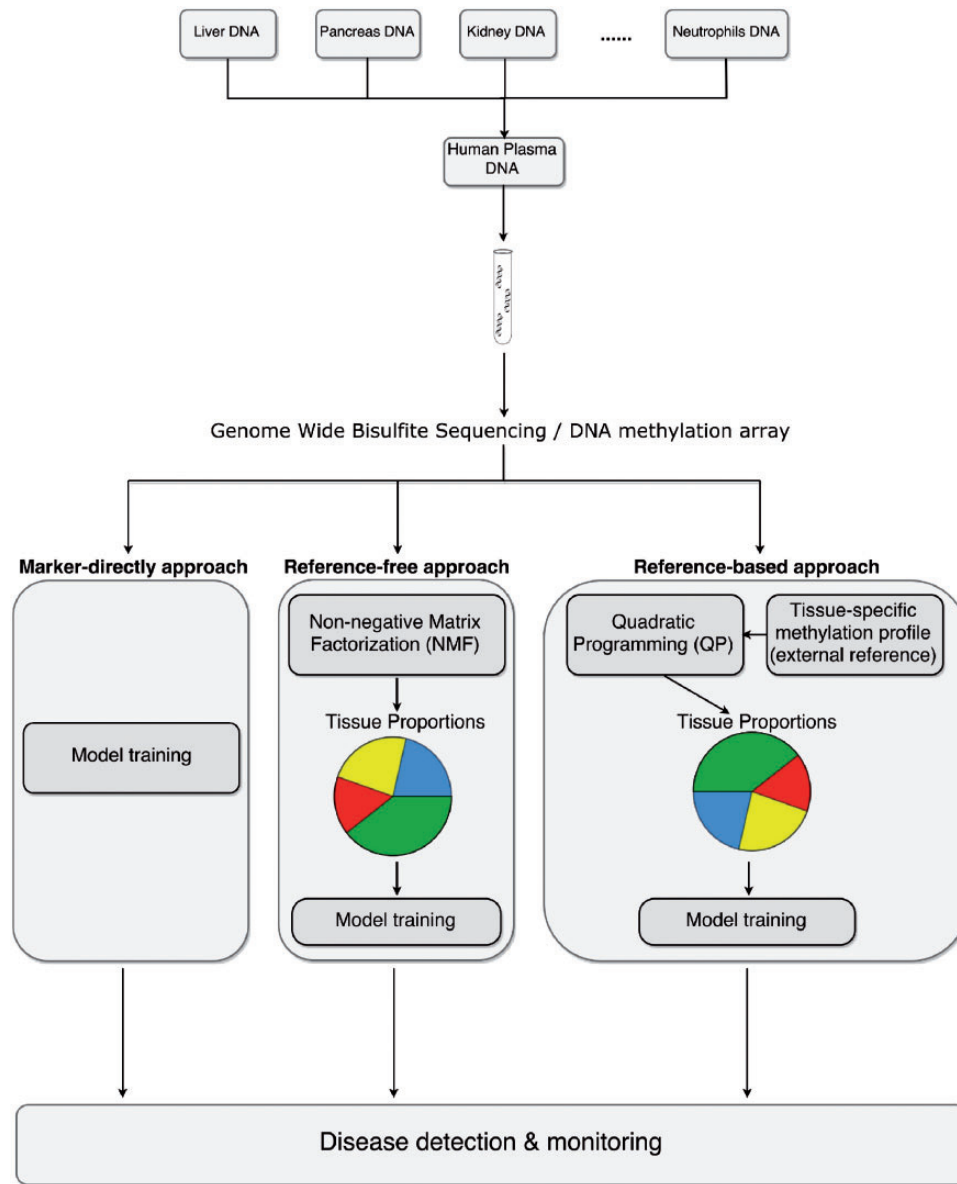 Liver DNA
Pancreas DNA
Kidney DNA
......
Neutrophils DNA
Human Plasma
DNA
Genome Wide Bisulfite Sequencing / DNA methylation array
Marker-directly approach
Model training
Reference-free approach
Non-negative Matrix
Factorization (NMF)
Tissue Proportions
Model training
Reference-based approach
Quadratic
Programming (QP)
Tissue-specific
methylation profile
(external reference)
Tissue Proportions
Model training
Disease detection & monitoring